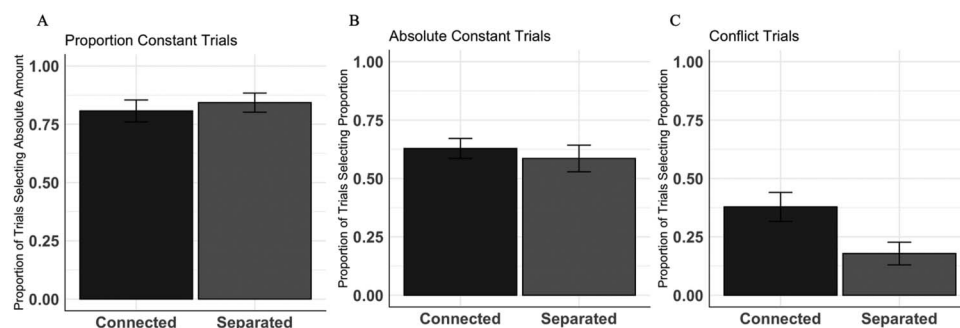 A
Proportion Constant Trials
Proportion of Trials Selecting Absolute Amount
1.00
0.75
0.50
0.25
0.00
Connected Separated
B
Absolute Constant Trials
Proportion of Trials Selecting Proportion
1.00
0.75
0.50
0.25
0.00
Connected Separated
C
Conflict Trials
Proportion of Trials Selecting Proportion
1.00
0.75
0.50
0.25
0.00
Connected Separated